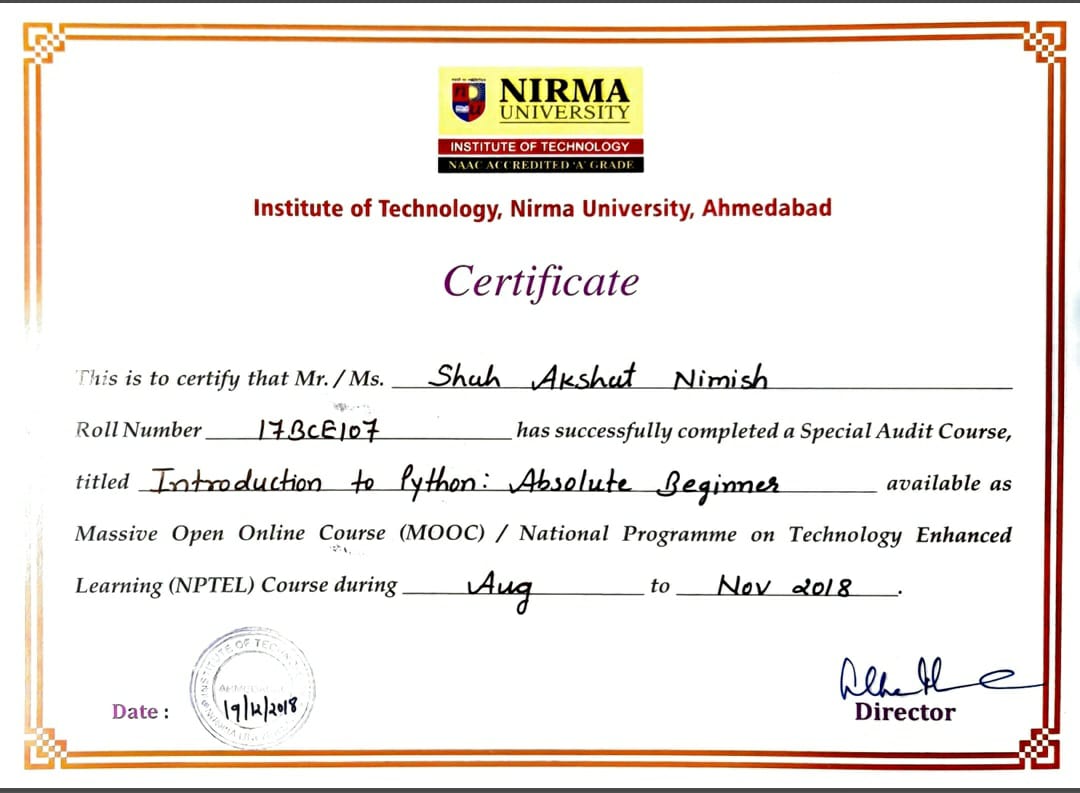 NIRMA
UNIVERSITY
INSTITUTE OF TECHNOLOGY
NAAC ACCREDITED 'A' GRADE
Institute of Technology, Nirma University, Ahmedabad
Certificate
This is to certify that Mr. / Ms. Shah Akshat Nimish
Roll Number 17BCE107 has successfully completed a Special Audit Course,
titled Introduction to Python: Absolute Beginner available as
Massive Open Online Course (MOOC) / National Programme on Technology Enhanced
Learning (NPTEL) Course during Aug to Nov 2018.
INSTITUTE OF
AHMEDABAD
Date : 19/12/2018
Director